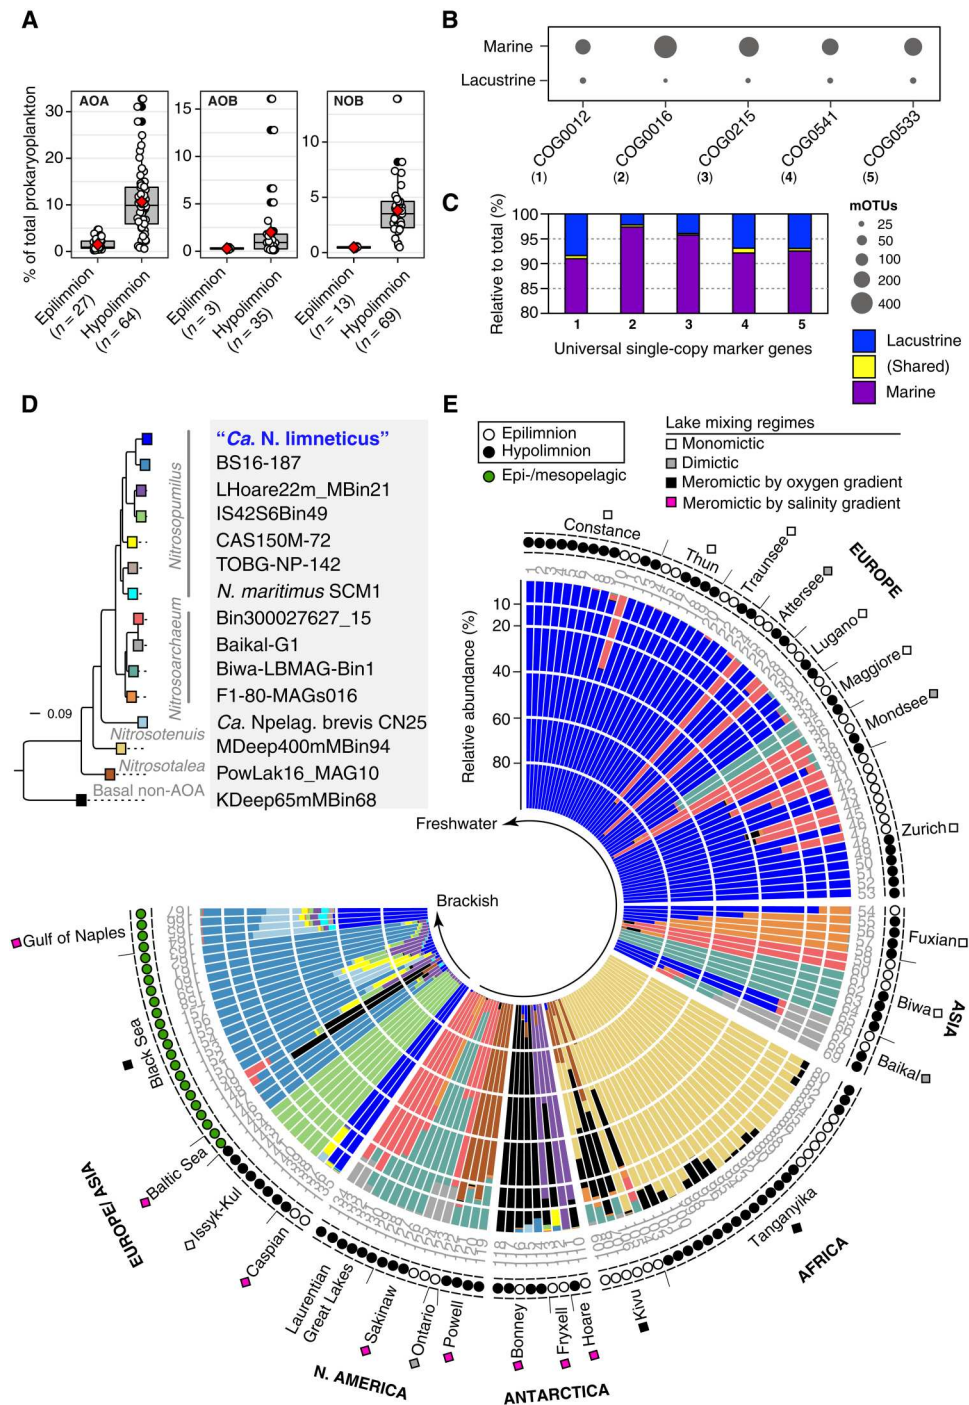 A
% of total prokaryoplankton
AOA
30
20
10
0
Epilimnion
(n = 27)
Hypolimnion
(n = 64)
AOB
15
10
5
0
Epilimnion
(n = 3)
Hypolimnion
(n = 35)
NOB
10
5
0
Epilimnion
(n = 13)
Hypolimnion
(n = 69)
B
Marine
Lacustrine
COG0012
COG0016
COG0215
COG0541
COG0533
(1)
(2)
(3)
(4)
(5)
mOTUs
25
50
100
200
400
C
Relative to total (%)
100
95
90
85
80
1 2 3 4 5
Universal single-copy marker genes
Lacustrine
(Shared)
Marine
D
Nitrosopumilus
Nitrosoarchaeum
Nitrosotenuis
Nitrosotalea
Basal non-AOA
0.09
“Ca. N. limneticus”
BS16-187
LHoare22m_MBin21
IS42S6Bin49
CAS150M-72
TOBG-NP-142
N. maritimus SCM1
Bin300027627_15
Baikal-G1
Biwa-LBMAG-Bin1
F1-80-MAGs016
Ca. Npelag. brevis CN25
MDeep400mMBin94
PowLak16_MAG10
KDeep65mMBin68
E
Epilimnion
Hypolimnion
Epi-/mesopelagic
Lake mixing regimes
Monomictic
Dimictic
Meromictic by oxygen gradient
Meromictic by salinity gradient
Relative abundance (%)
10
20
40
60
80
Freshwater
Brackish
Constance
Thun
Traunsee
Attersee
Lugano
Maggiore
Mondsee
Zurich
EUROPE
Fuxian
Biwa
Baikal
ASIA
Tanganyika
Kivu
AFRICA
Hoare
Fryxell
Bonney
ANTARCTICA
Powell
Ontario
Sakinaw
Laurentian
Great Lakes
N. AMERICA
Caspian
Issyk-Kul
Baltic Sea
Black Sea
Gulf of Naples
EUROPE/ASIA